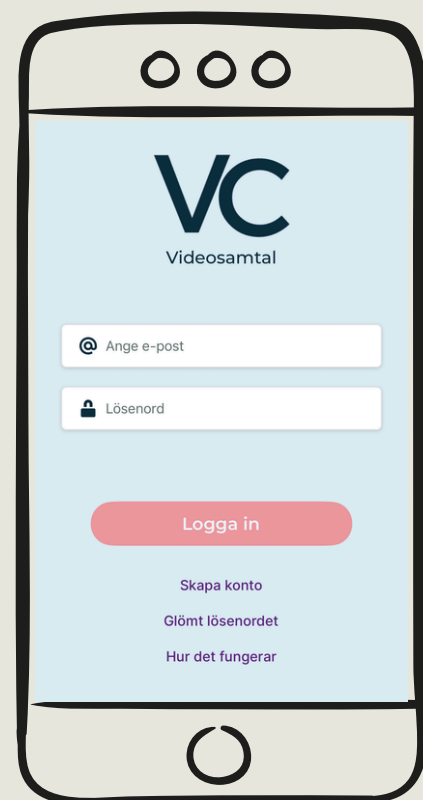 VC
Videosamtal
Ange e-post
Lösenord
Logga in
Skapa konto
Glömt lösenordet
Hur det fungerar